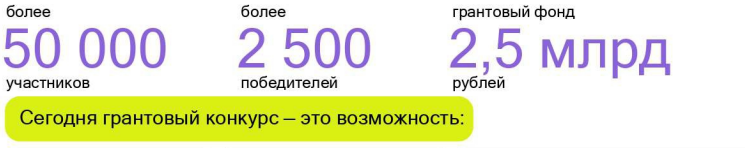 более более грантовый фонд
50 000 2 500 2,5 млрд
участников победителей рублей
Сегодня грантовый конкурс – это возможность: